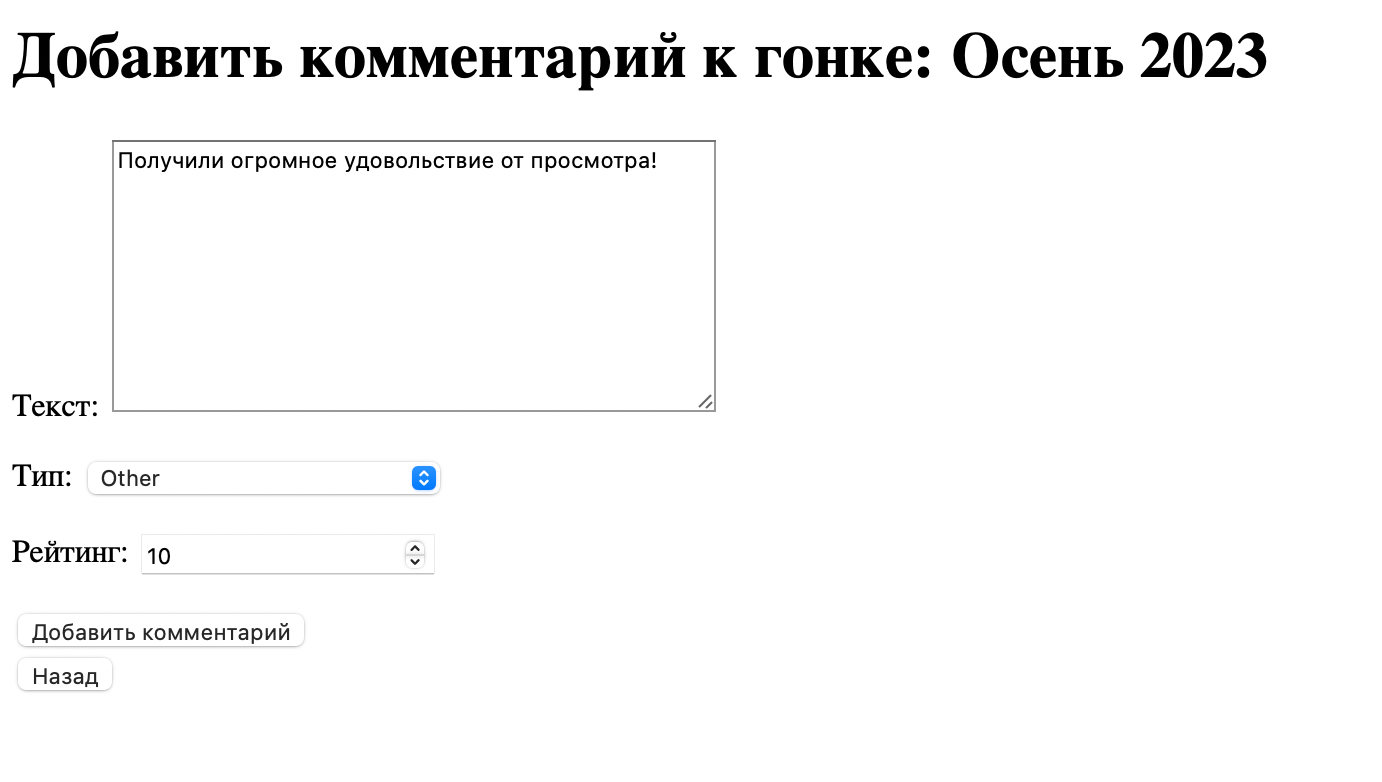 Добавить комментарий к гонке: Осень 2023
Получили огромное удовольствие от просмотра!
Текст:
Тип: Other
Рейтинг: 10
Добавить комментарий
Назад